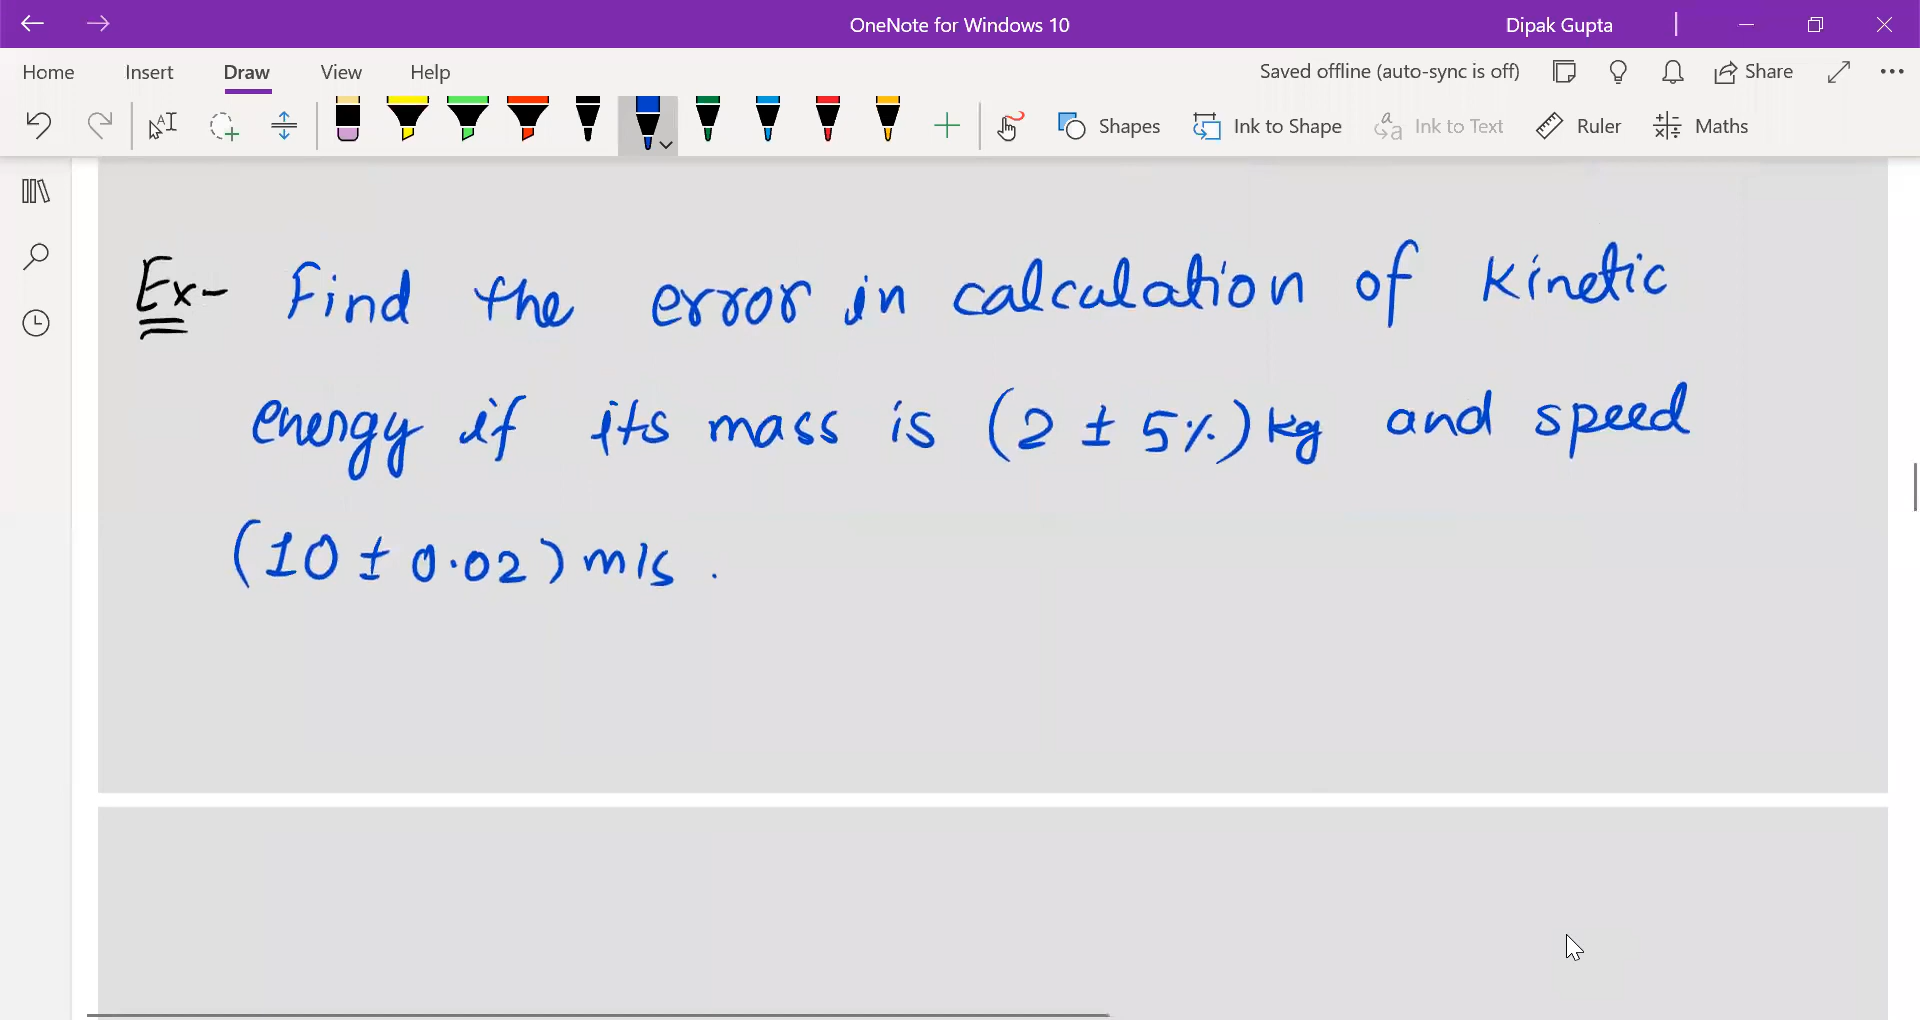 OneNote for Windows 10
Dipak Gupta
Home Insert Draw View Help
Saved offline (auto-sync is off) Share
Shapes Ink to Shape Ink to Text Ruler Maths
Ex- Find the error in calculation of kinetic
energy if its mass is (2 ± 5%) kg and speed
(10 ± 0.02) m/s .